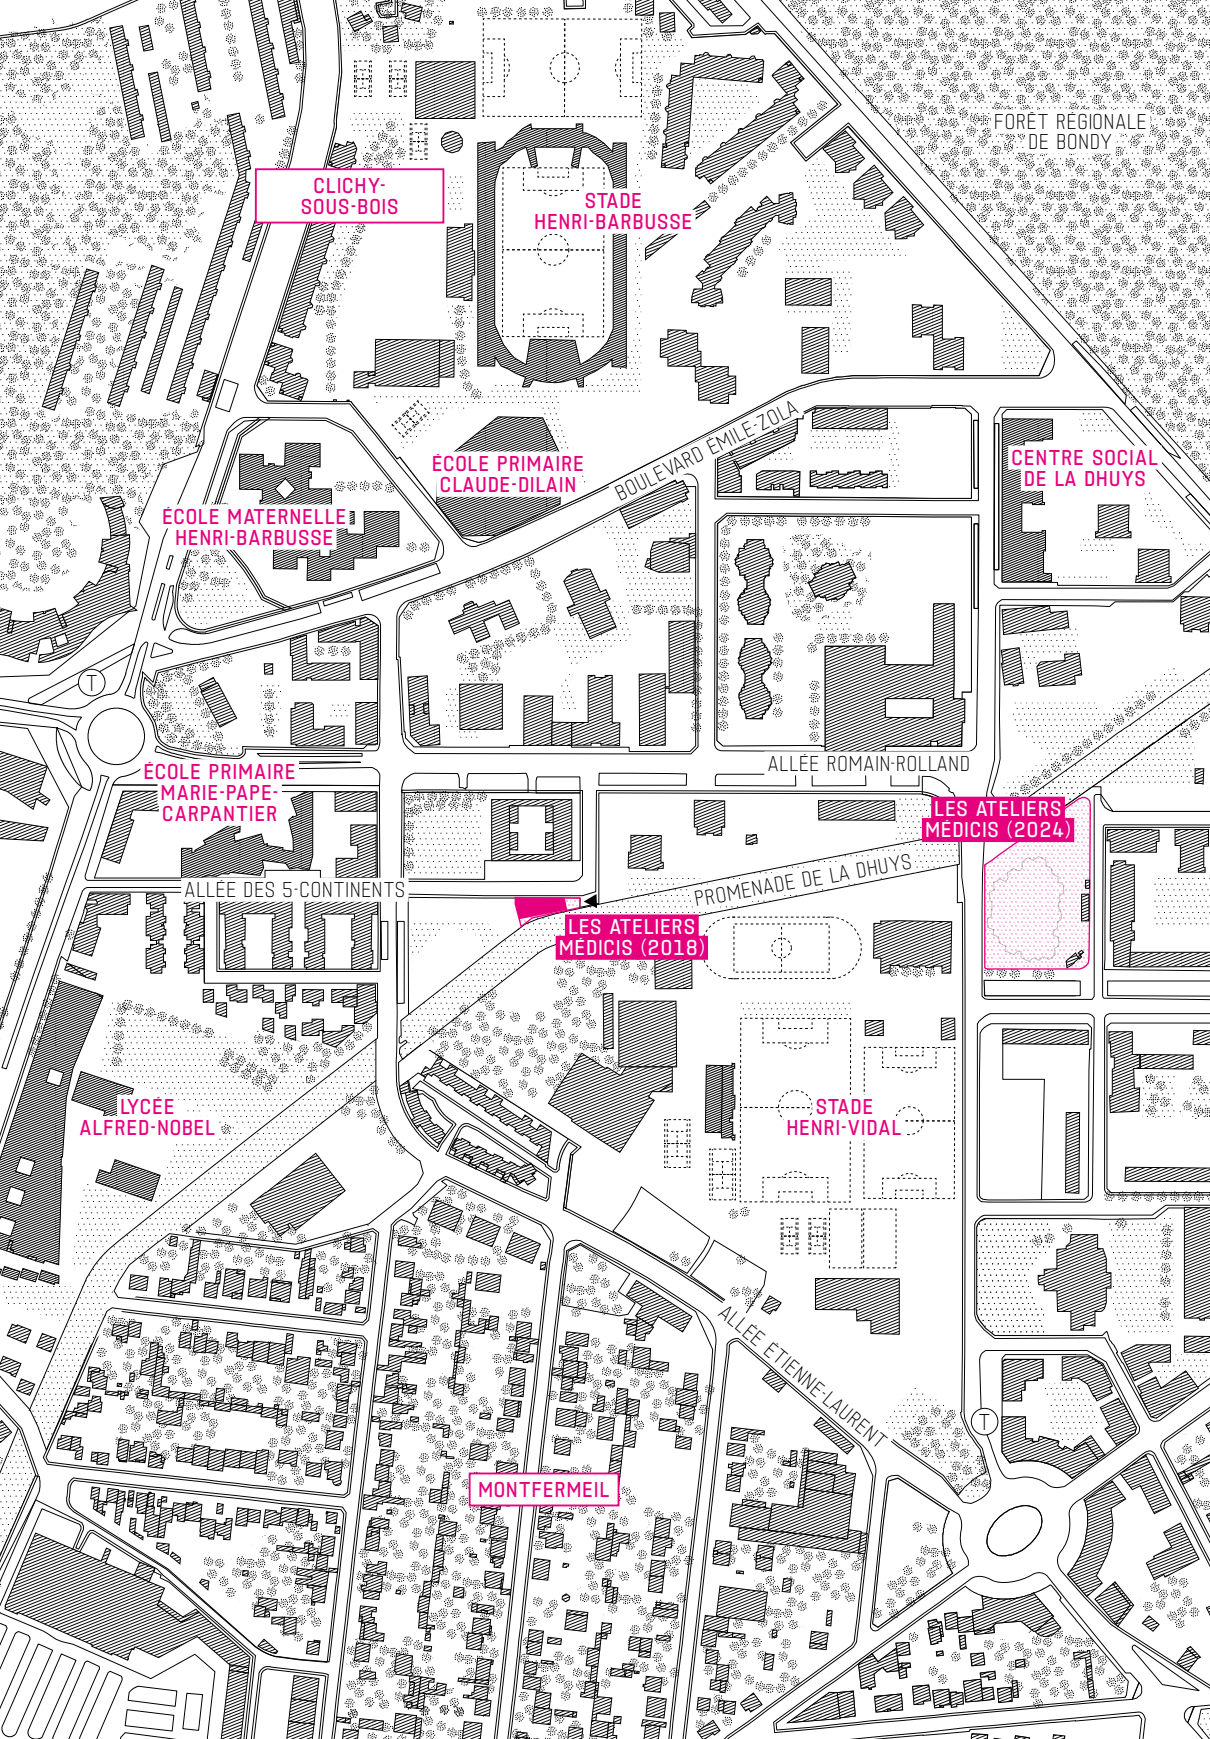 FORÊT RÉGIONALE
DE BONDY
CLICHY-
SOUS-BOIS
STADE
HENRI-BARBUSSE
BOULEVARD ÉMILE-ZOLA
ÉCOLE PRIMAIRE
CLAUDE-DILAIN
CENTRE SOCIAL
DE LA DHUYS
ÉCOLE MATERNELLE
HENRI-BARBUSSE
T
ALLÉE ROMAIN-ROLLAND
ÉCOLE PRIMAIRE
MARIE-PAPE-
CARPANTIER
LES ATELIERS
MÉDICIS (2024)
ALLÉE DES 5-CONTINENTS
PROMENADE DE LA DHUYS
LES ATELIERS
MÉDICIS (2018)
LYCÉE
ALFRED-NOBEL
STADE
HENRI-VIDAL
ALLÉE ÉTIENNE-LAURENT
T
MONTFERMEIL